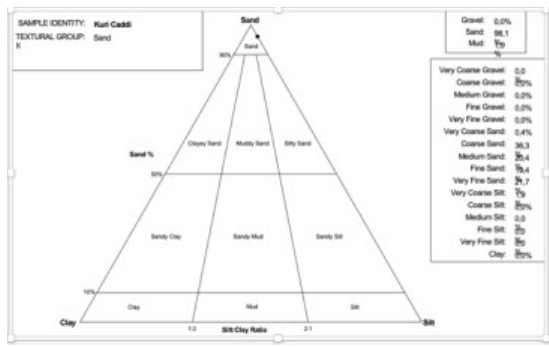 SAMPLE IDENTITY: Kuri Caddi
TEXTURAL GROUP: Sand
X
Gravel: 0,0%
Sand: 98,1
%
Mud:
%
Sand
Sand
90%
Clayey Sand
Muddy Sand
Silty Sand
Sand %
50%
Sandy Clay
Sandy Mud
Sandy Silt
10%
Clay
Mud
Silt
Clay
1:2
Silt:Clay Ratio
2:1
Silt
Very Coarse Gravel: 0,0
Coarse Gravel:
Medium Gravel: 0,0%
Fine Gravel: 0,0%
Very Fine Gravel: 0,0%
Very Coarse Sand: 0,4%
Coarse Sand: 36,3
Medium Sand:
Fine Sand:
Very Fine Sand:
Very Coarse Silt:
Coarse Silt:
Medium Silt: 0,0
Fine Silt:
Very Fine Silt:
Clay: